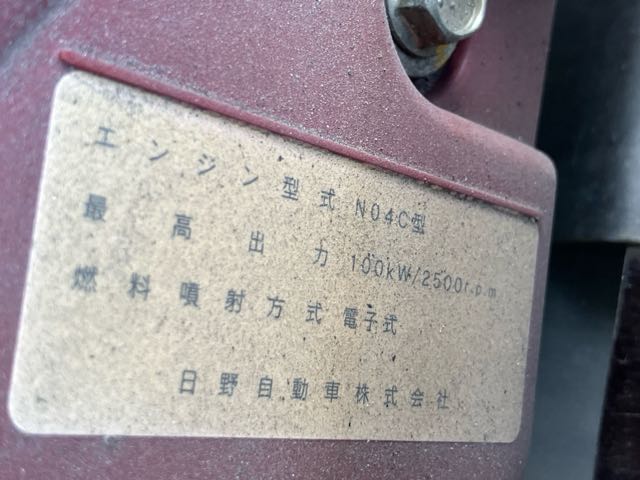 エンジン型式 N04C型
最高出力 100kW/2500r.p.m
燃料噴射方式 電子式
日野自動車株式会社